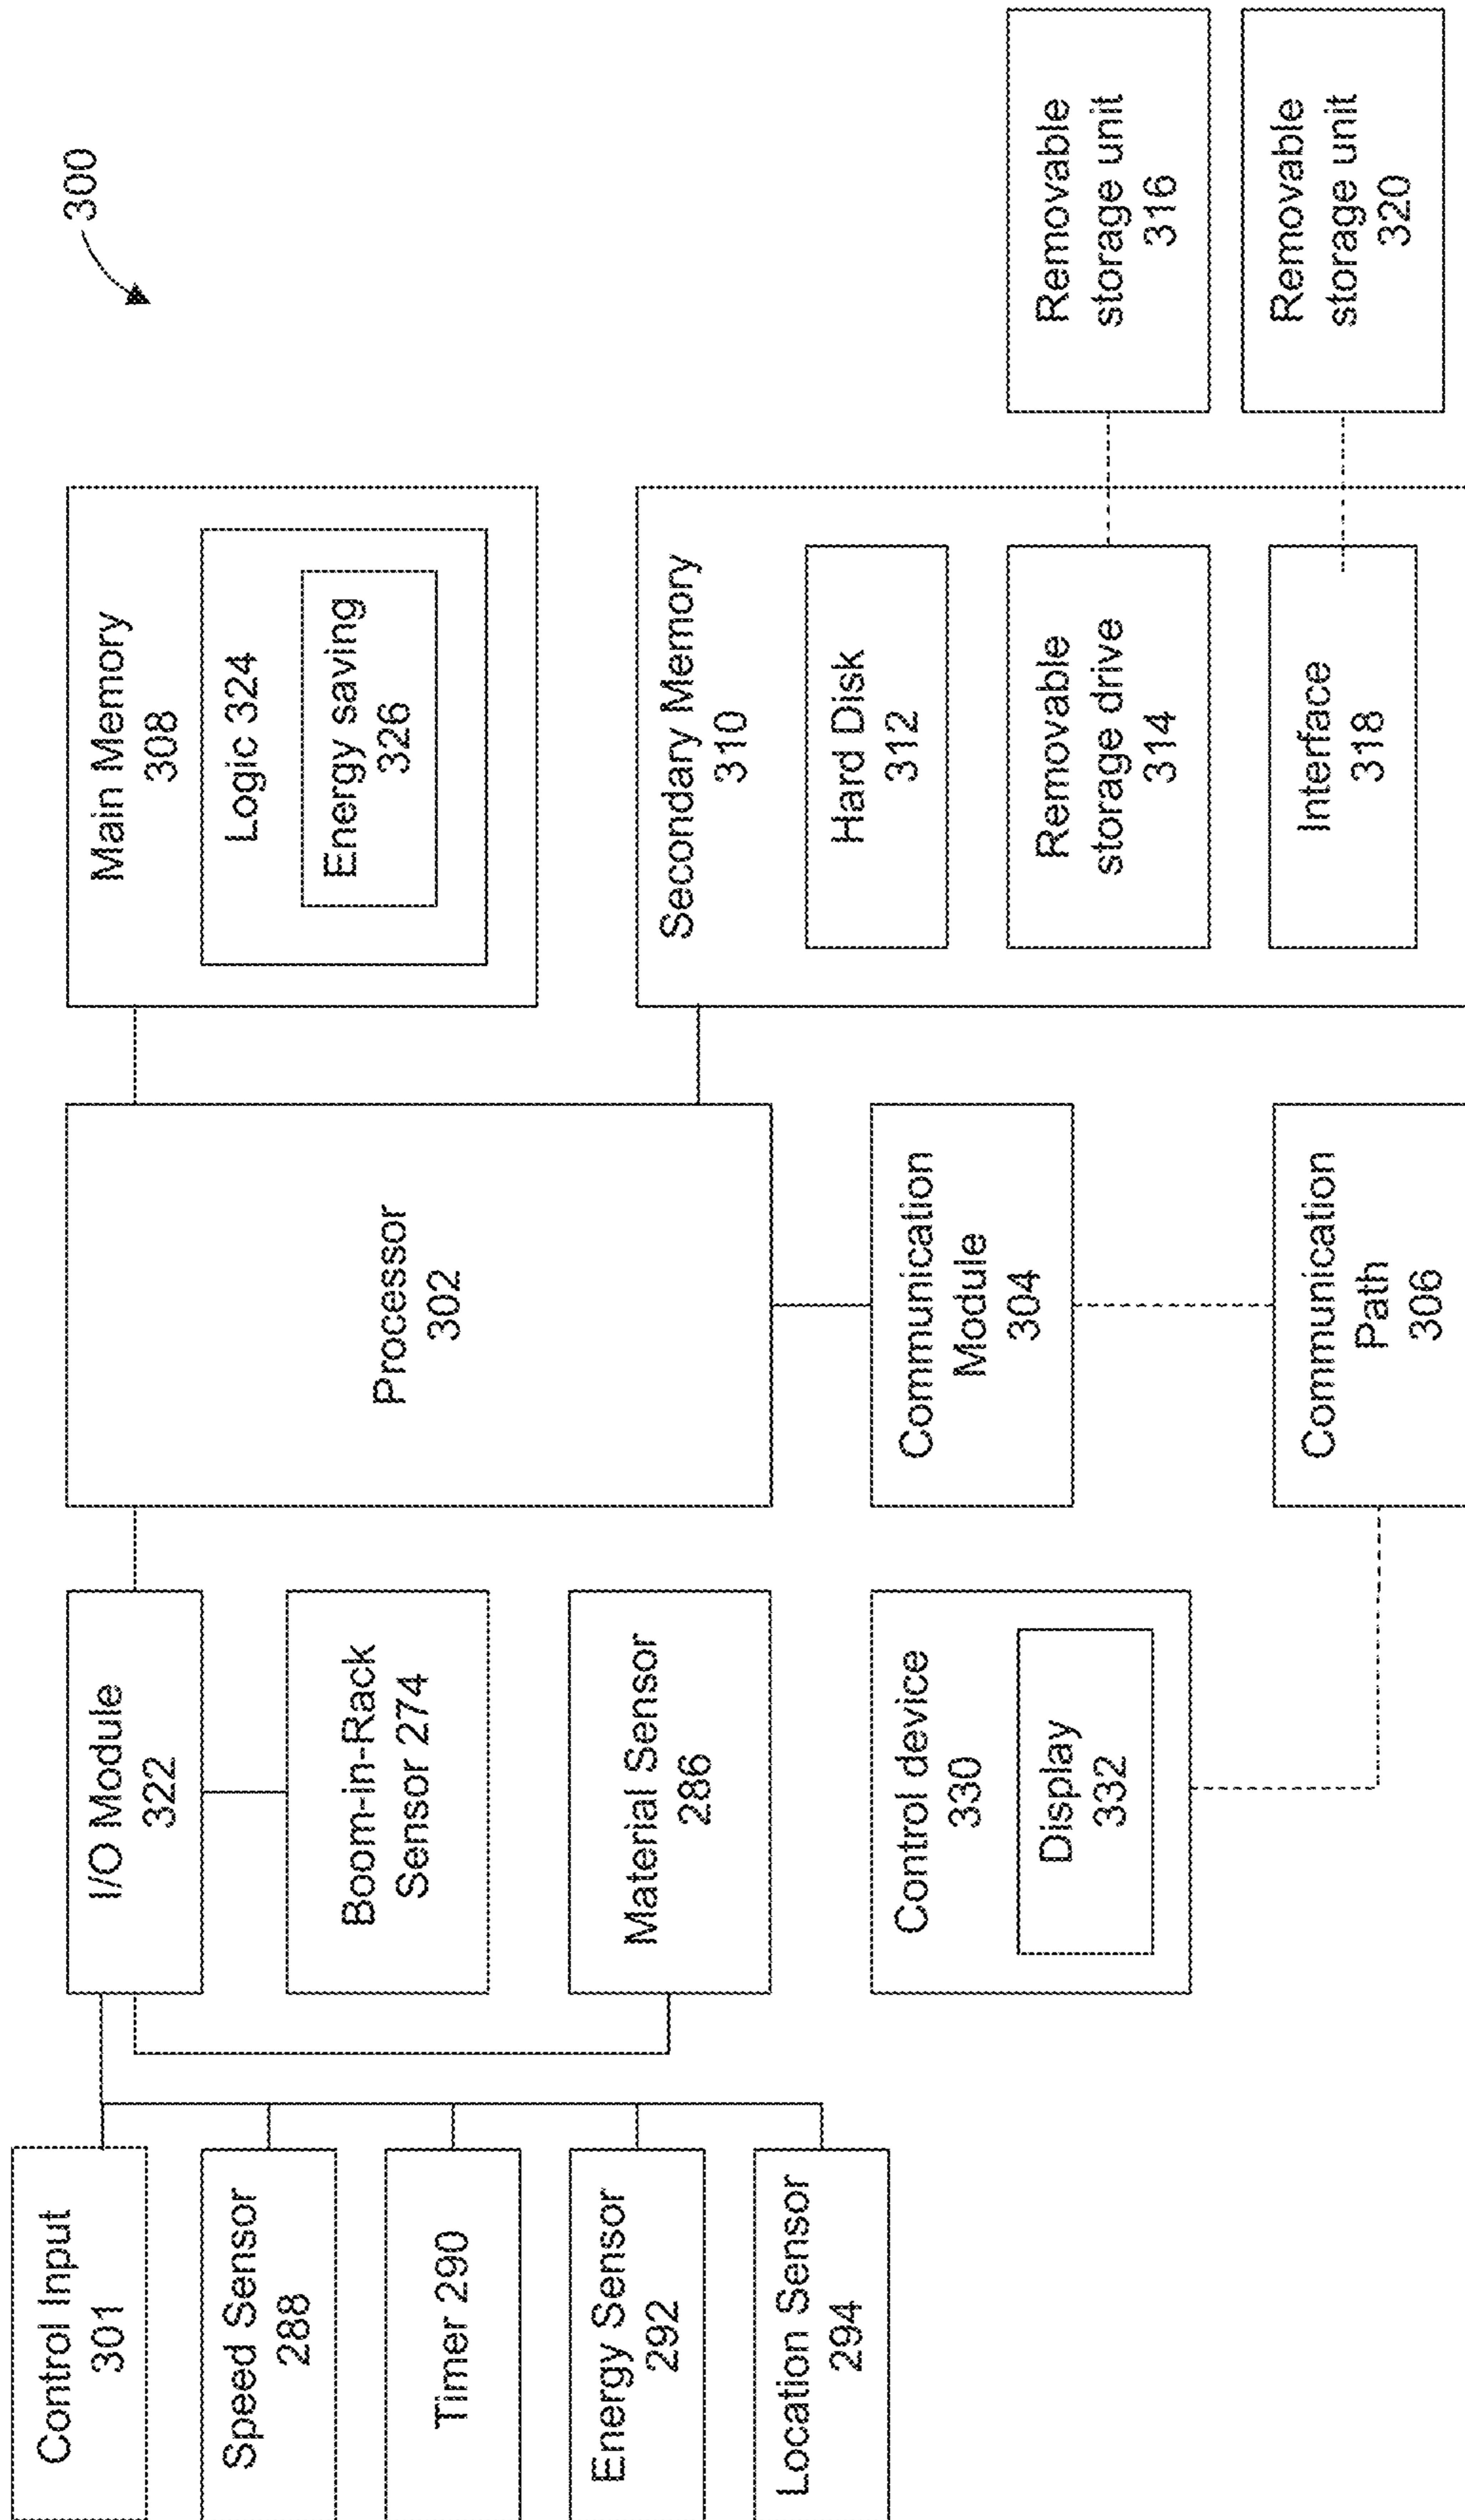 300
Control Input
301
Speed Sensor
288
Timer 290
Energy Sensor
292
Location Sensor
294
I/O Module
322
Boom-in-Rack
Sensor 274
Material Sensor
286
Control device
330
Display
332
Processor
302
Communication
Module
304
Communication
Path
306
Main Memory
308
Logic 324
Energy saving
326
Secondary Memory
310
Hard Disk
312
Removable
storage drive
314
Interface
318
Removable
storage unit
316
Removable
storage unit
320